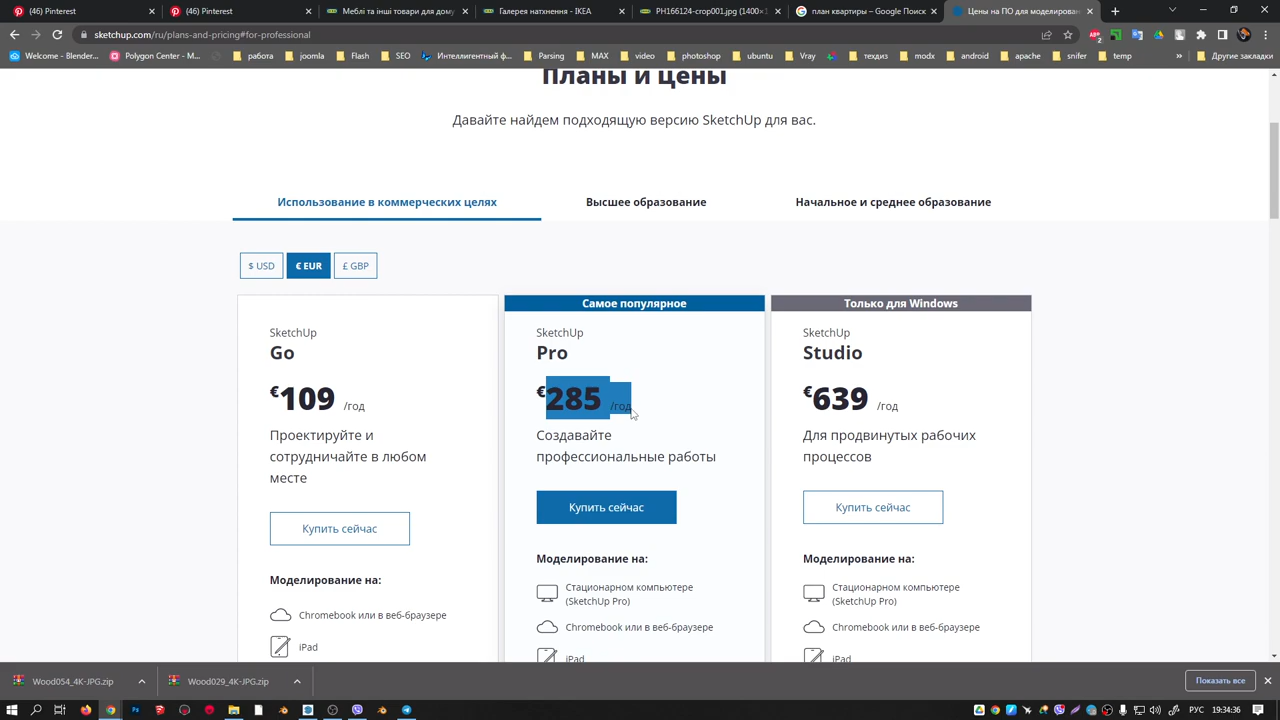 (46) Pinterest
(46) Pinterest
Меблі та інші товари для дому
Галерея натхнення - IKEA
PH166124-crop001.jpg (1400×
план квартиры – Google Поиск
Цены на ПО для моделирован
sketchup.com/ru/plans-and-pricing#for-professional
Welcome - Blender...
Polygon Center - M...
работа
joomla
Flash
SEO
Интеллигентный ф...
Parsing.
MAX
video
photoshop
ubuntu
Vray
техдиз
modx
android
apache
snifer
temp
»
Другие закладки
Планы и цены
Давайте найдем подходящую версию SketchUp для вас.
Использование в коммерческих целях
Высшее образование
Начальное и среднее образование
$ USD
€ EUR
£ GBP
SketchUp
Go
€109 /год
Проектируйте и
сотрудничайте в любом
месте
Купить сейчас
Моделирование на:
Chromebook или в веб-браузере
iPad
Самое популярное
SketchUp
Pro
€285 /год
Создавайте
профессиональные работы
Купить сейчас
Моделирование на:
Стационарном компьютере
(SketchUp Pro)
Chromebook или в веб-браузере
iPad
Только для Windows
SketchUp
Studio
€639 /год
Для продвинутых рабочих
процессов
Купить сейчас
Моделирование на:
Стационарном компьютере
(SketchUp Pro)
Chromebook или в веб-браузере
iPad
Wood054_4K-JPG.zip
Wood029_4K-JPG.zip
Показать все
РУС
19:34:36